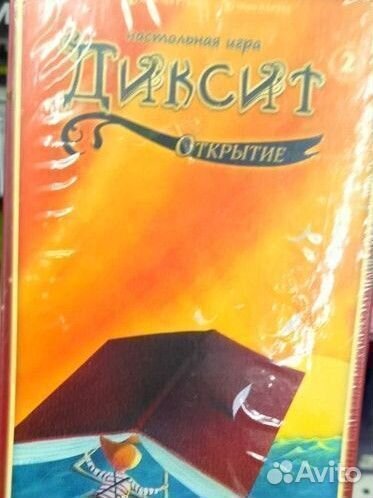 настольная игра
Диксит
2
Открытие
Avito